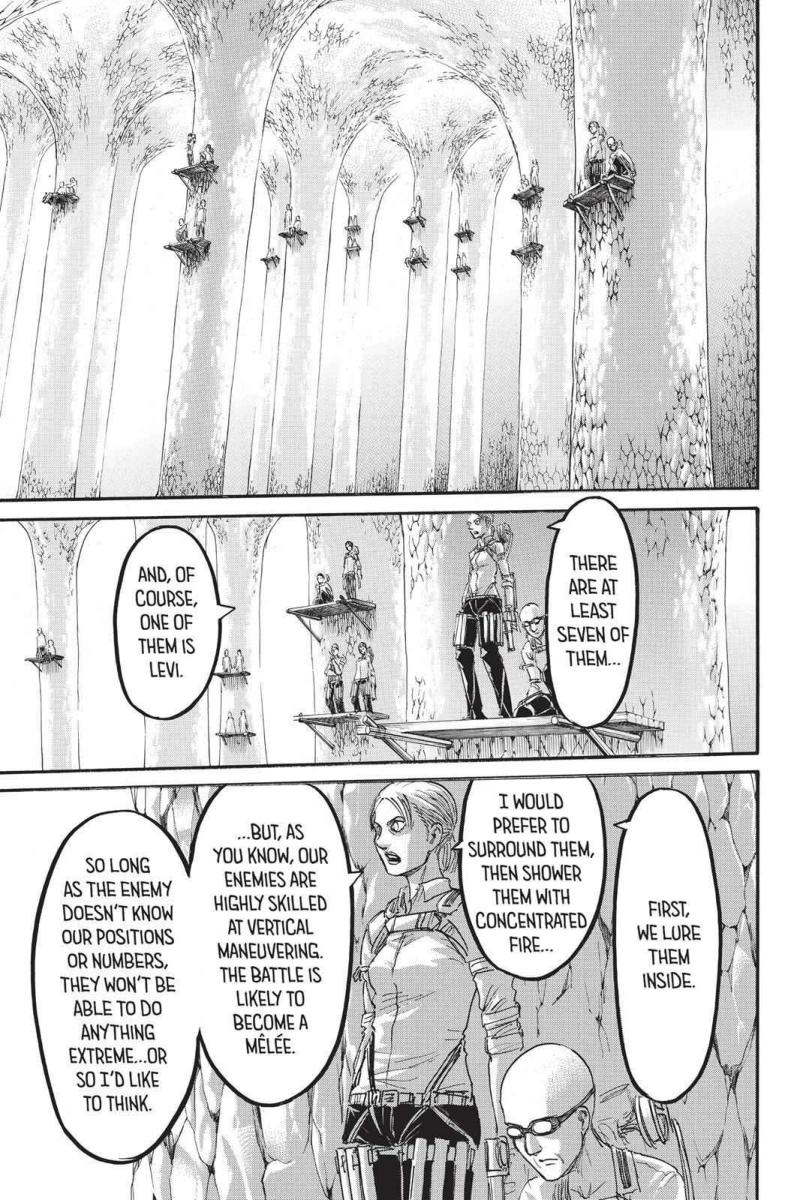 THERE
ARE AT
LEAST
SEVEN OF
THEM...
AND, OF
COURSE,
ONE OF
THEM IS
LEVI.
FIRST,
WE LURE
THEM
INSIDE.
I WOULD
PREFER TO
SURROUND THEM,
THEN SHOWER
THEM WITH
CONCENTRATED
FIRE...
...BUT, AS
YOU KNOW, OUR
ENEMIES ARE
HIGHLY SKILLED
AT VERTICAL
MANEUVERING.
THE BATTLE IS
LIKELY TO
BECOME A
MÊLÉE.
SO LONG
AS THE ENEMY
DOESN'T KNOW
OUR POSITIONS
OR NUMBERS,
THEY WON'T BE
ABLE TO DO
ANYTHING
EXTREME...OR
SO I'D LIKE
TO THINK.